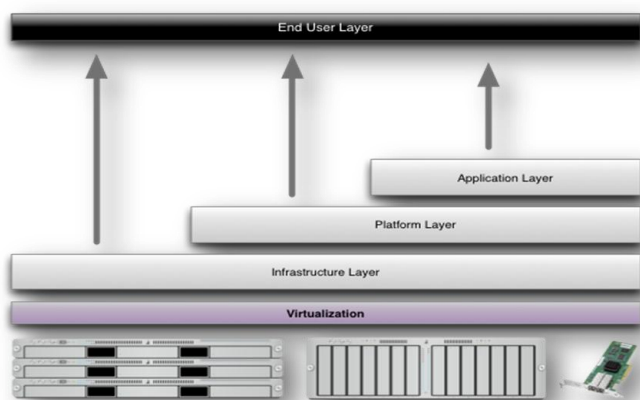 End User Layer
Application Layer
Platform Layer
Infrastructure Layer
Virtualization